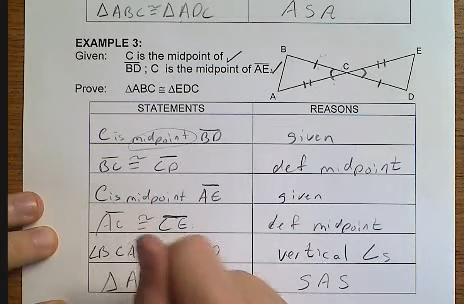 ΔABC≅ΔADC ASA
EXAMPLE 3:
Given: C is the midpoint of
BD ; C is the midpoint of AE.
Prove: ΔABC ≅ ΔEDC
B E
C
A D
STATEMENTS REASONS
C is midpoint BD given
BC ≅ CD def midpoint
C is midpoint AE given
AC ≅ CE def midpoint
∠BCA vertical ∠s
ΔA SAS